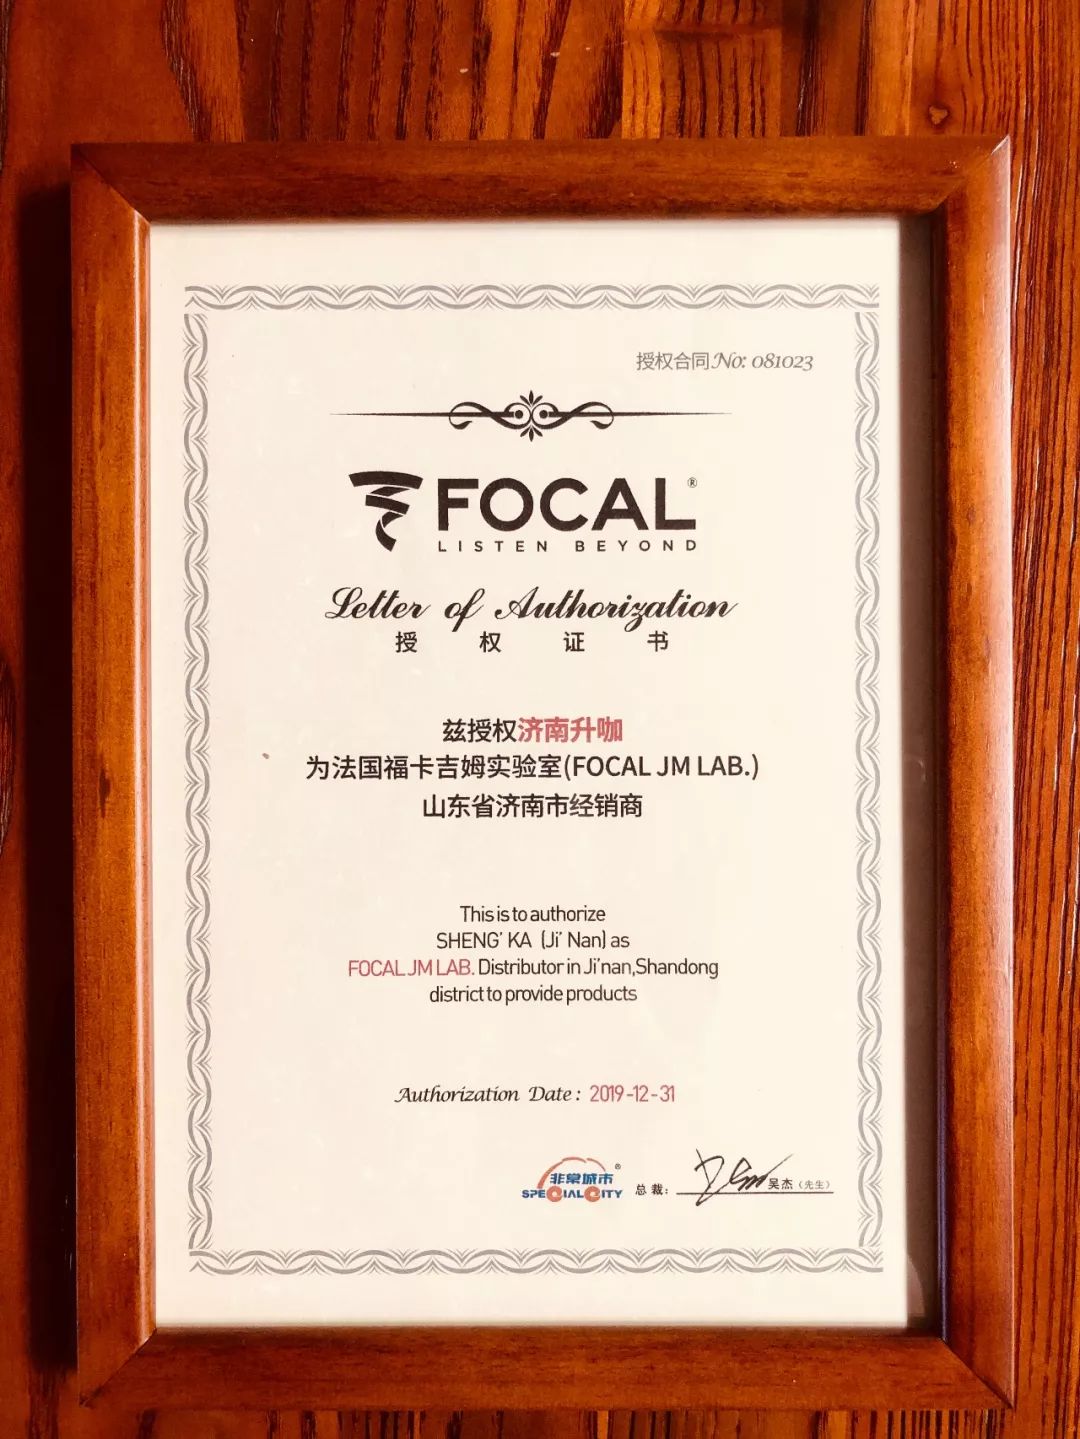 授权合同No: 081023
FOCAL®
LISTEN BEYOND
Letter of Authorization
授权证书
兹授权济南升咖
为法国福卡吉姆实验室(FOCAL JM LAB.)
山东省济南市经销商
This is to authorize
SHENG' KA (Ji' Nan) as
FOCAL JM LAB. Distributor in Ji'nan,Shandong
district to provide products
Authorization Date: 2019-12-31
非常城市®
SPECIALCITY
总裁: 吴杰(先生)